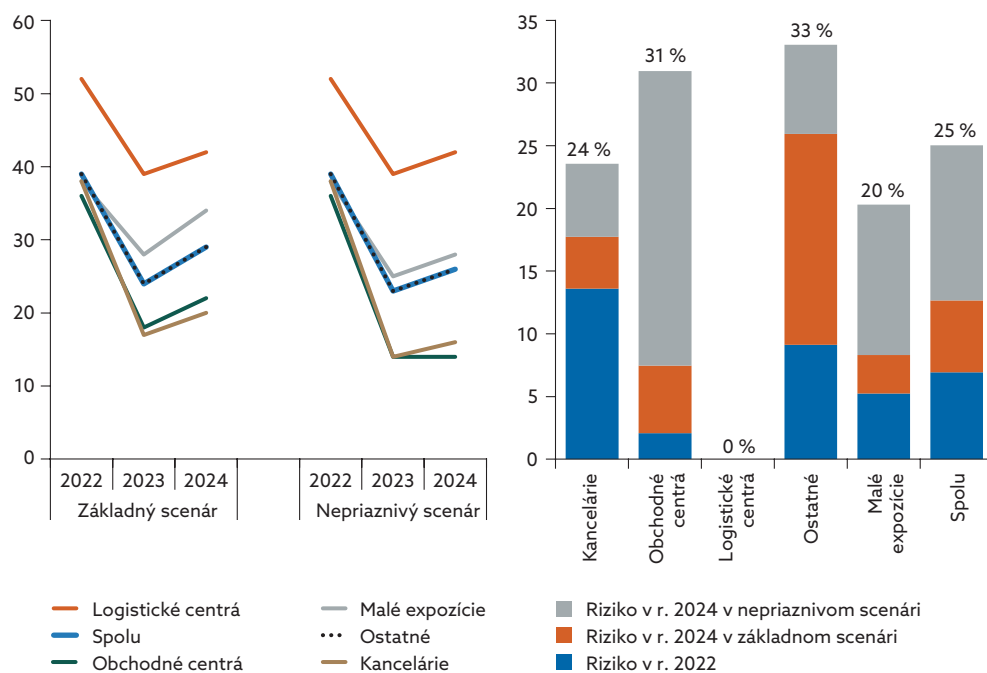 60
50
40
30
20
10
0
2022 2023 2024
Základný scenár
2022 2023 2024
Nepriaznivý scenár
Logistické centrá
Spolu
Obchodné centrá
Malé expozície
Ostatné
Kancelárie
35
30
25
20
15
10
5
0
24 %
31 %
0 %
33 %
20 %
25 %
Kancelárie
Obchodné
centrá
Logistické
centrá
Ostatné
Malé
expozície
Spolu
Riziko v r. 2024 v nepriaznivom scenári
Riziko v r. 2024 v základnom scenári
Riziko v r. 2022